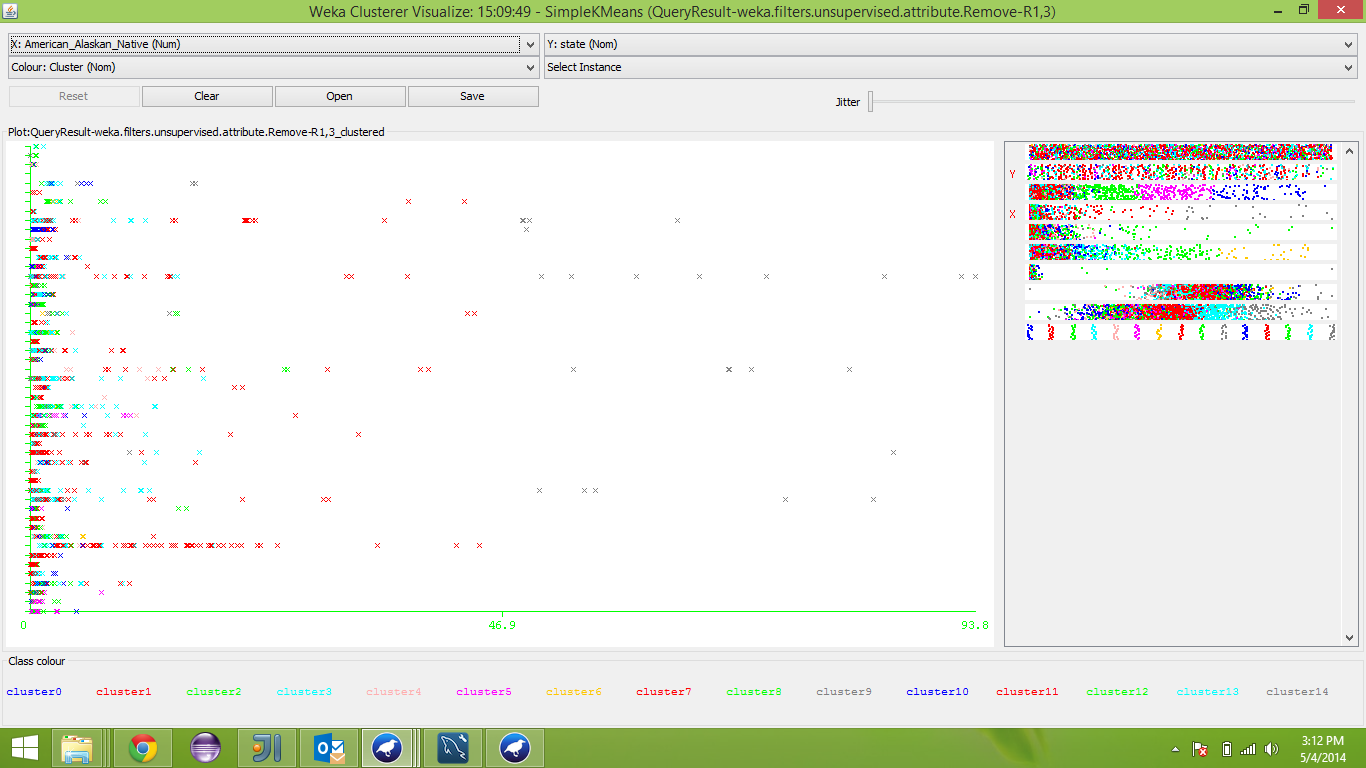 Weka Clusterer Visualize: 15:09:49 - SimpleKMeans (QueryResult-weka.filters.unsupervised.attribute.Remove-R1,3)
X: American_Alaskan_Native (Num) Y: state (Nom)
Colour: Cluster (Nom) Select Instance
Reset Clear Open Save Jitter
Plot:QueryResult-weka.filters.unsupervised.attribute.Remove-R1,3_clustered
Y
X
0 46.9 93.8
Class colour
cluster0 cluster1 cluster2 cluster3 cluster4 cluster5 cluster6 cluster7 cluster8 cluster9 cluster10 cluster11 cluster12 cluster13 cluster14
3:12 PM
5/4/2014